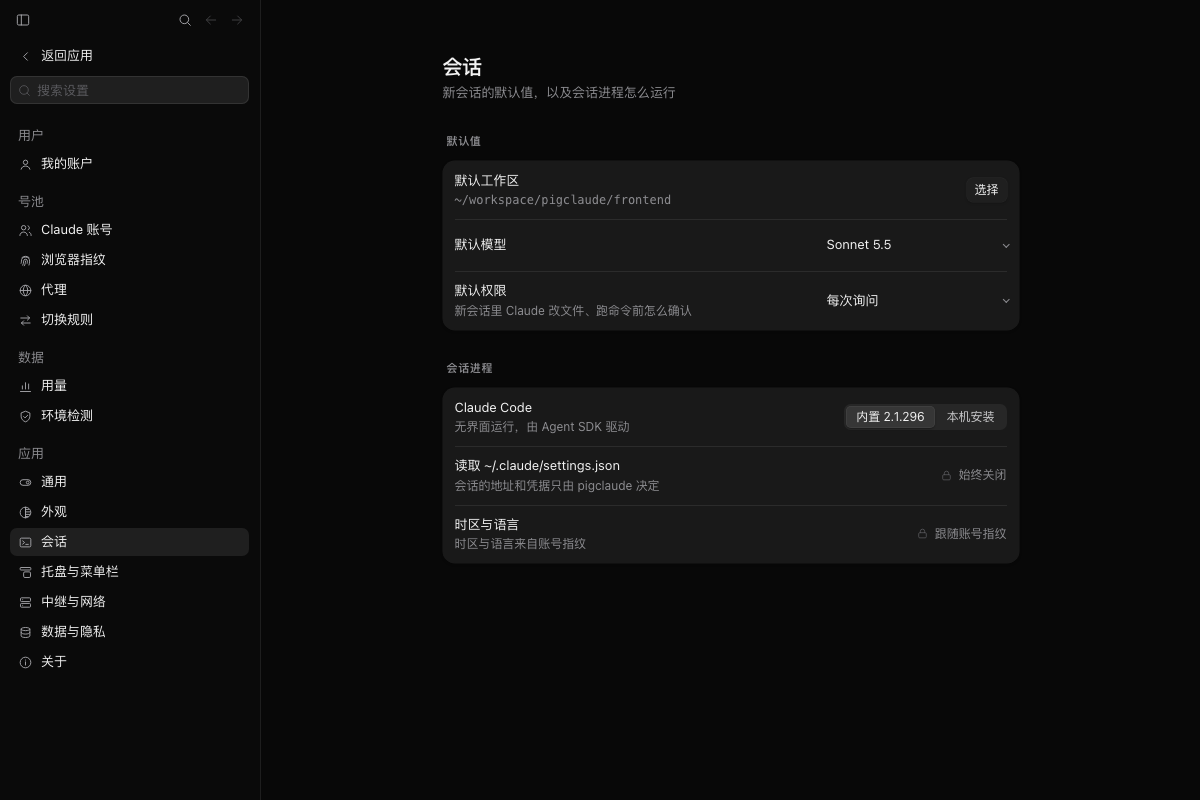 返回应用
搜索设置
用户
我的账户
号池
Claude 账号
浏览器指纹
代理
切换规则
数据
用量
环境检测
应用
通用
外观
会话
托盘与菜单栏
中继与网络
数据与隐私
关于
会话
新会话的默认值，以及会话进程怎么运行
默认值
默认工作区
~/workspace/pigclaude/frontend
选择
默认模型
Sonnet 5.5
默认权限
新会话里 Claude 改文件、跑命令前怎么确认
每次询问
会话进程
Claude Code
无界面运行，由 Agent SDK 驱动
内置 2.1.296
本机安装
读取 ~/.claude/settings.json
会话的地址和凭据只由 pigclaude 决定
始终关闭
时区与语言
时区与语言来自账号指纹
跟随账号指纹